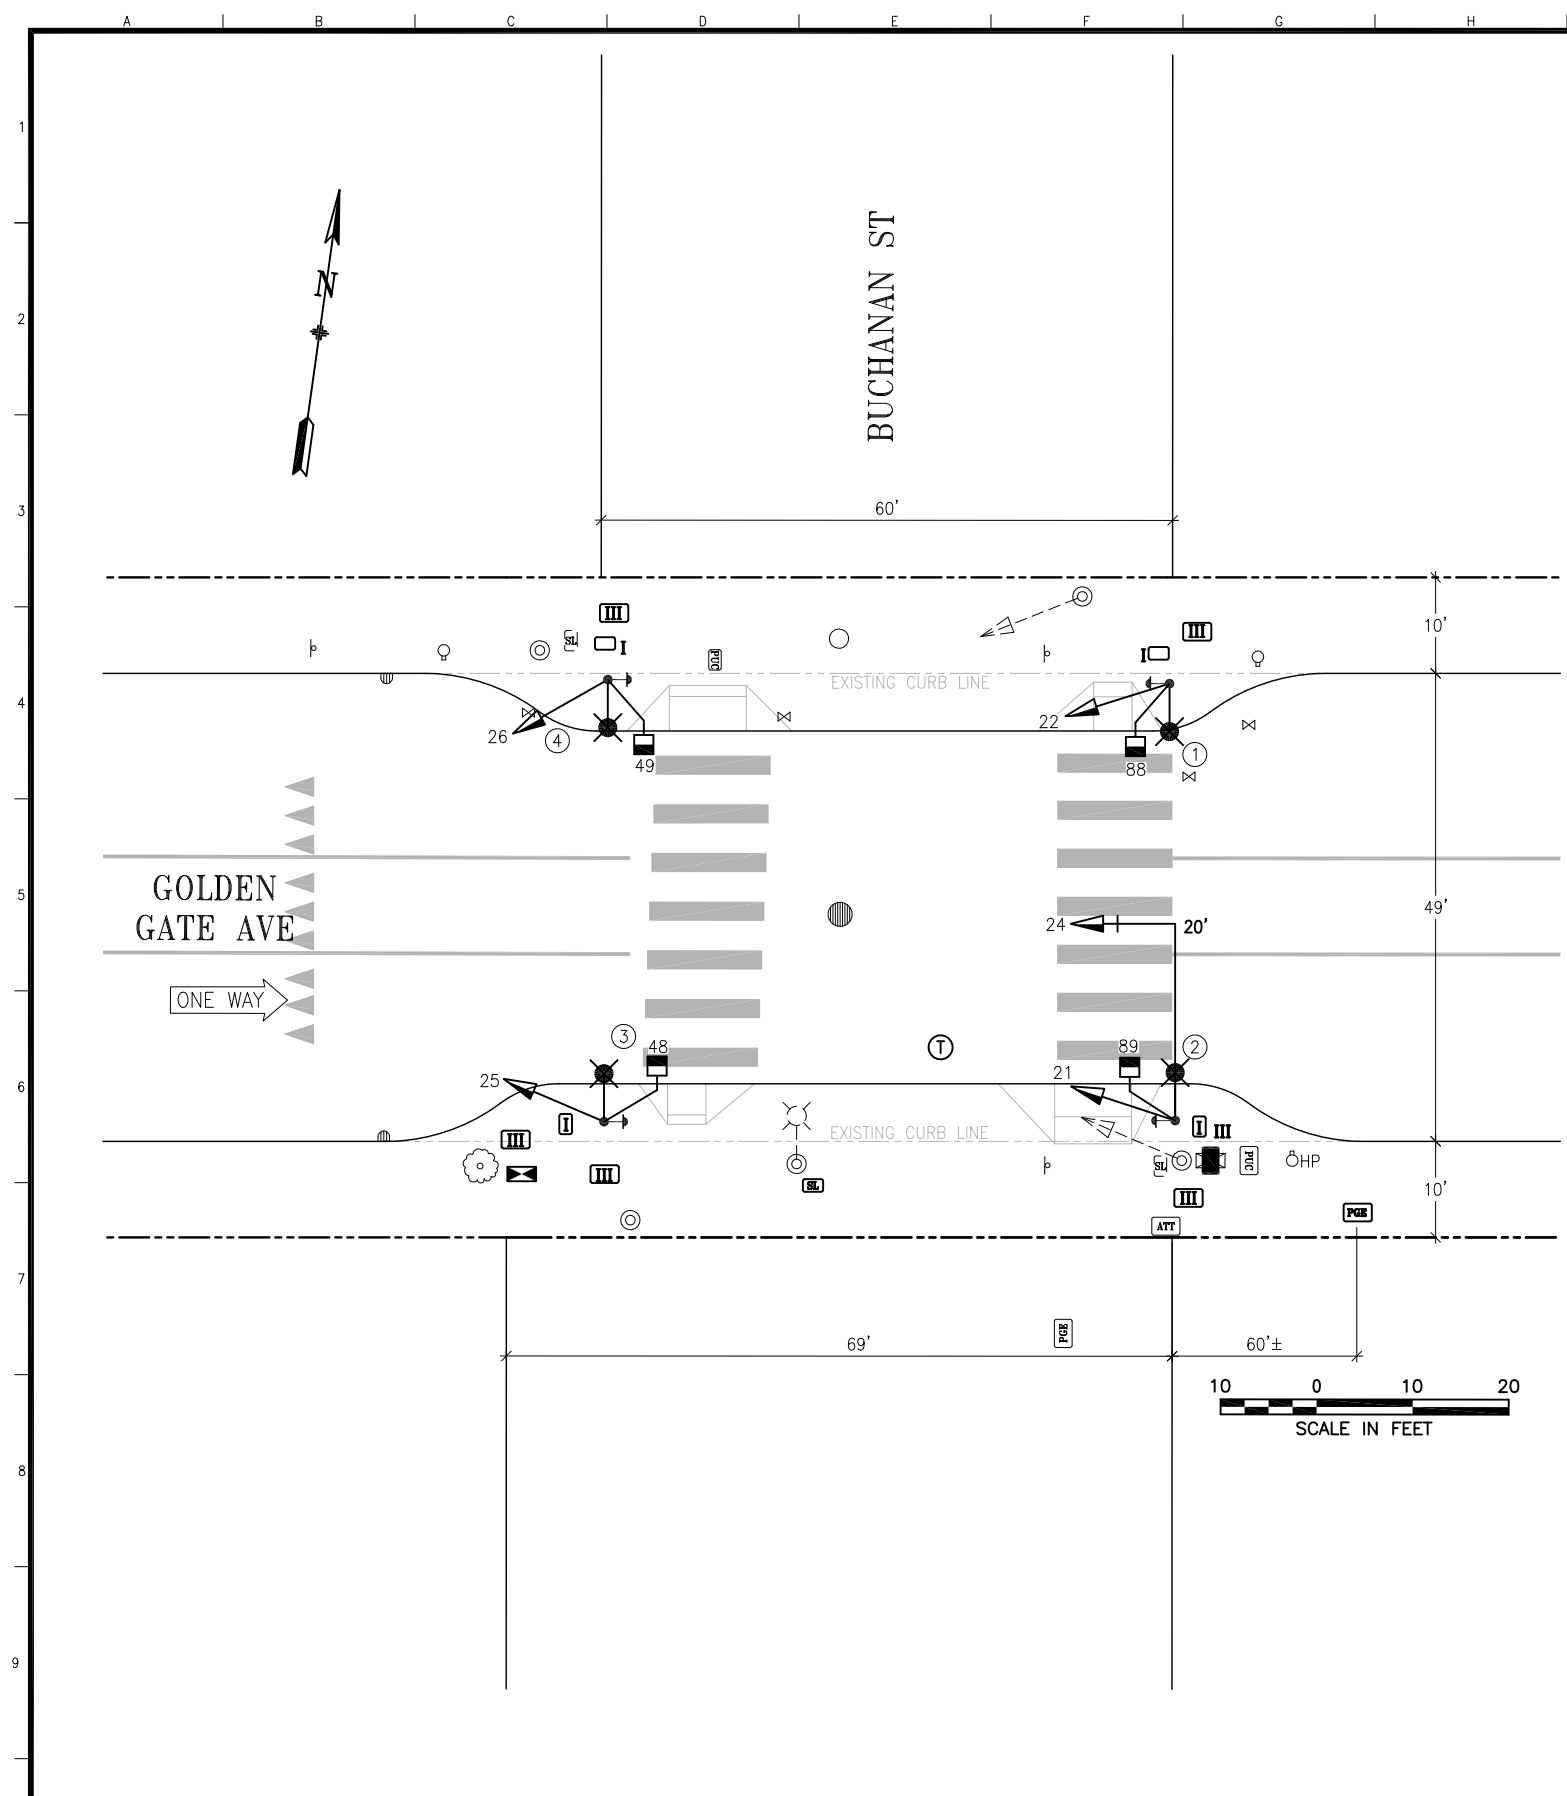 A B C D E F G H
1
N
BUCHANAN ST
2
3
60'
III
III
10'
SL
I
PUC
I
EXISTING CURB LINE
4
26
4
22
1
49
88
5
GOLDEN
GATE AVE
24
20'
49'
ONE WAY
3
48
89
2
6
25
21
I
III
EXISTING CURB LINE
I
III
III
SL
SL
PUC
HP
III
10'
ATT
PGE
7
PGE
69'
60'±
10 0 10 20
SCALE IN FEET
8
T
9